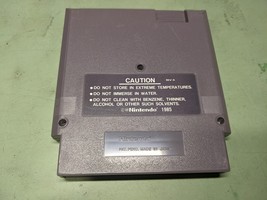 CAUTION
● DO NOT STORE IN EXTREME TEMPERATURES.
● DO NOT IMMERSE IN WATER.
● DO NOT CLEAN WITH BENZENE, THINNER,
ALCOHOL OR OTHER SUCH SOLVENTS.
©Nintendo 1985